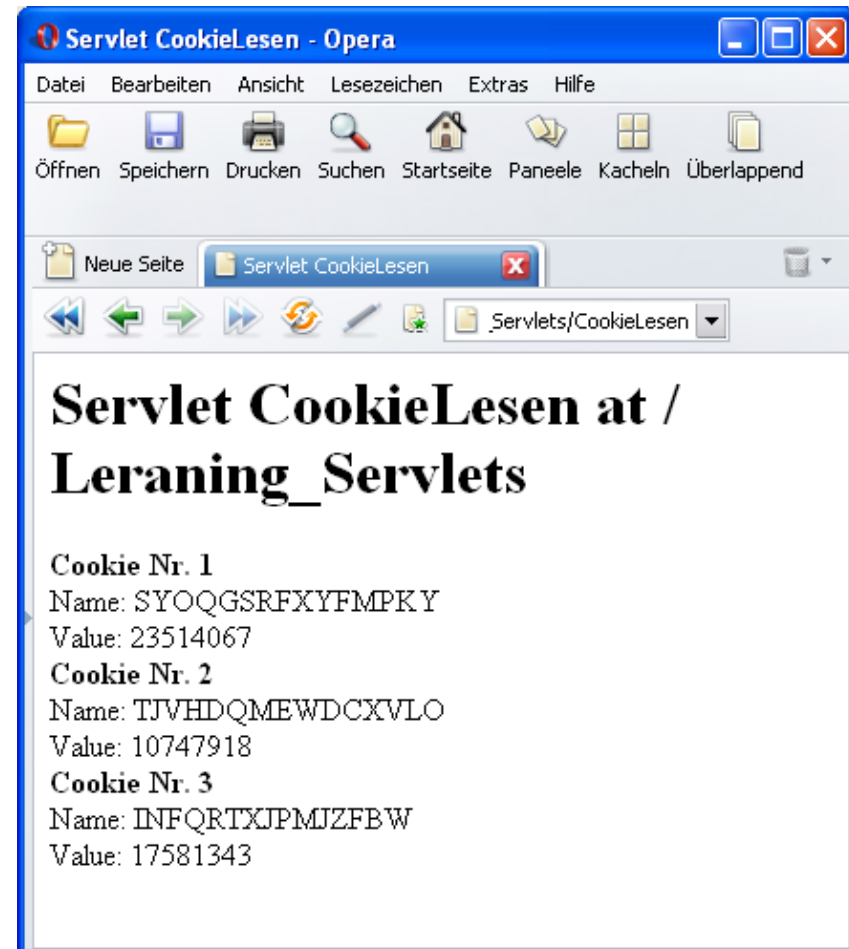 Servlet CookieLesen - Opera
Datei Bearbeiten Ansicht Lesezeichen Extras Hilfe
Öffnen Speichern Drucken Suchen Startseite Paneele Kacheln Überlappend
Neue Seite Servlet CookieLesen
_Servlets/CookieLesen
Servlet CookieLesen at /
Leraning_Servlets
Cookie Nr. 1
Name: SYOQGSRFXYFMPKY
Value: 23514067
Cookie Nr. 2
Name: TJVHDQMEWDCXVLO
Value: 10747918
Cookie Nr. 3
Name: INFQRTXJPMJZFBW
Value: 17581343